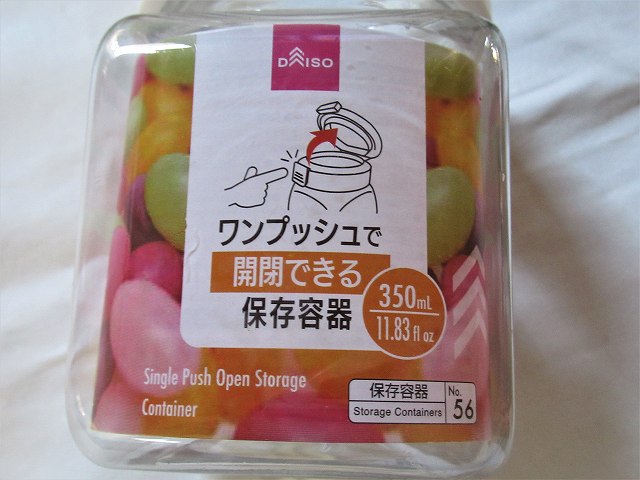 DAISO
ワンプッシュで
開閉できる
保存容器
350mL
11.83 fl oz
Single Push Open Storage
Container
保存容器
Storage Containers
No.
56